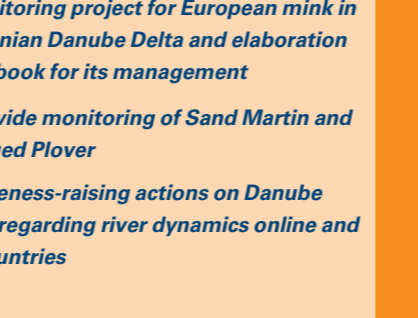 itoring project for European mink in
nian Danube Delta and elaboration
book for its management
wide monitoring of Sand Martin and
ed Plover
eness-raising actions on Danube
regarding river dynamics online and
untries